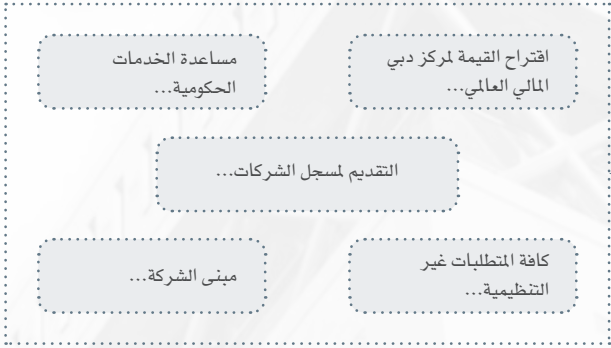 اقتراح القيمة لمركز دبي
المالي العالمي...
مساعدة الخدمات
الحكومية...
التقديم لمسجل الشركات...
كافة المتطلبات غير
التنظيمية...
مبنى الشركة...